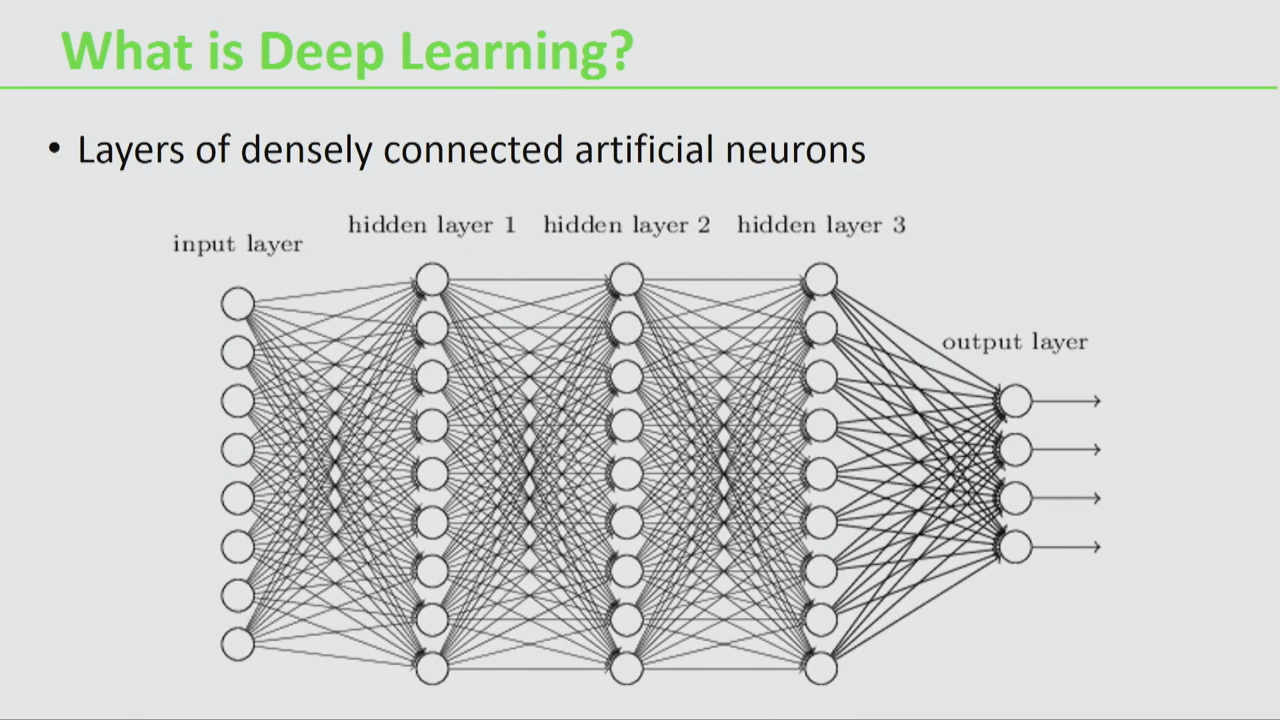 What is Deep Learning?
• Layers of densely connected artificial neurons
hidden layer 1 hidden layer 2 hidden layer 3
input layer
output layer